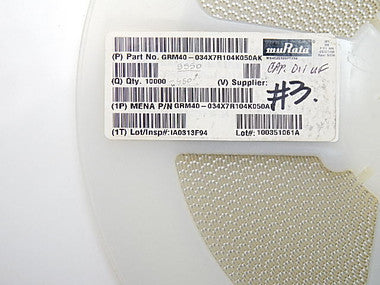 muRata
(P) Part No. GRM40-034X7R104K050AK
CAP 0.1 UF
(Q) Qty. 10000 (V) Supplier:
#3.
(1P) MENA P/N GRM40-034X7R104K050A
(1T) Lot/Insp#:IA0313F94 Lot#: 100351061A